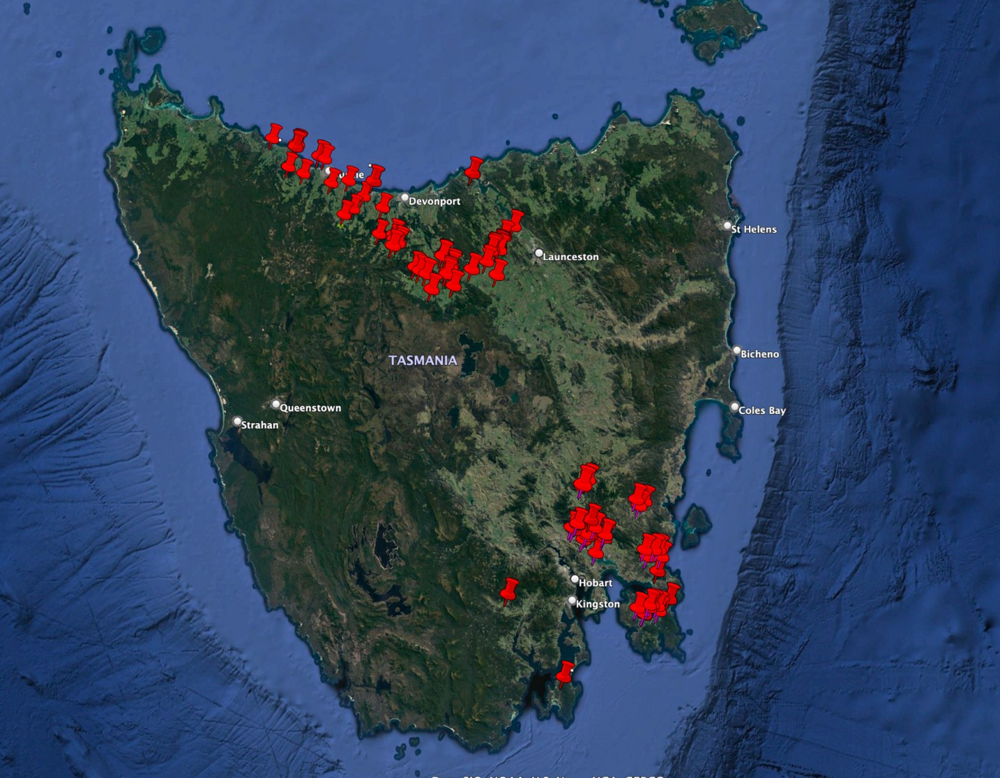 Devonport
St Helens
Launceston
Bicheno
TASMANIA
Queenstown
Coles Bay
Strahan
Hobart
Kingston